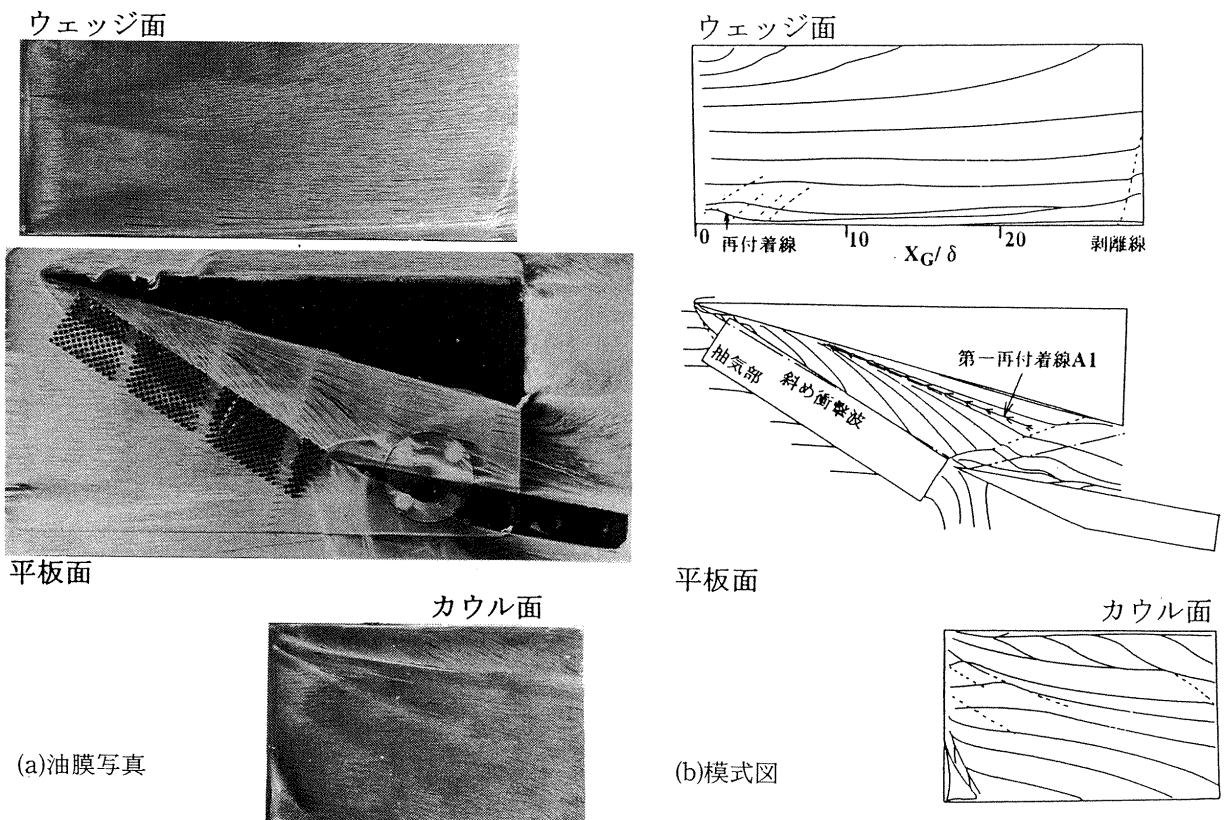 ウェッジ面
平板面
カウル面
(a)油膜写真
ウェッジ面
0
10
20
再付着線
X_G/δ
剥離線
第一再付着線A1
抽気部 斜め衝撃波
平板面
カウル面
(b)模式図